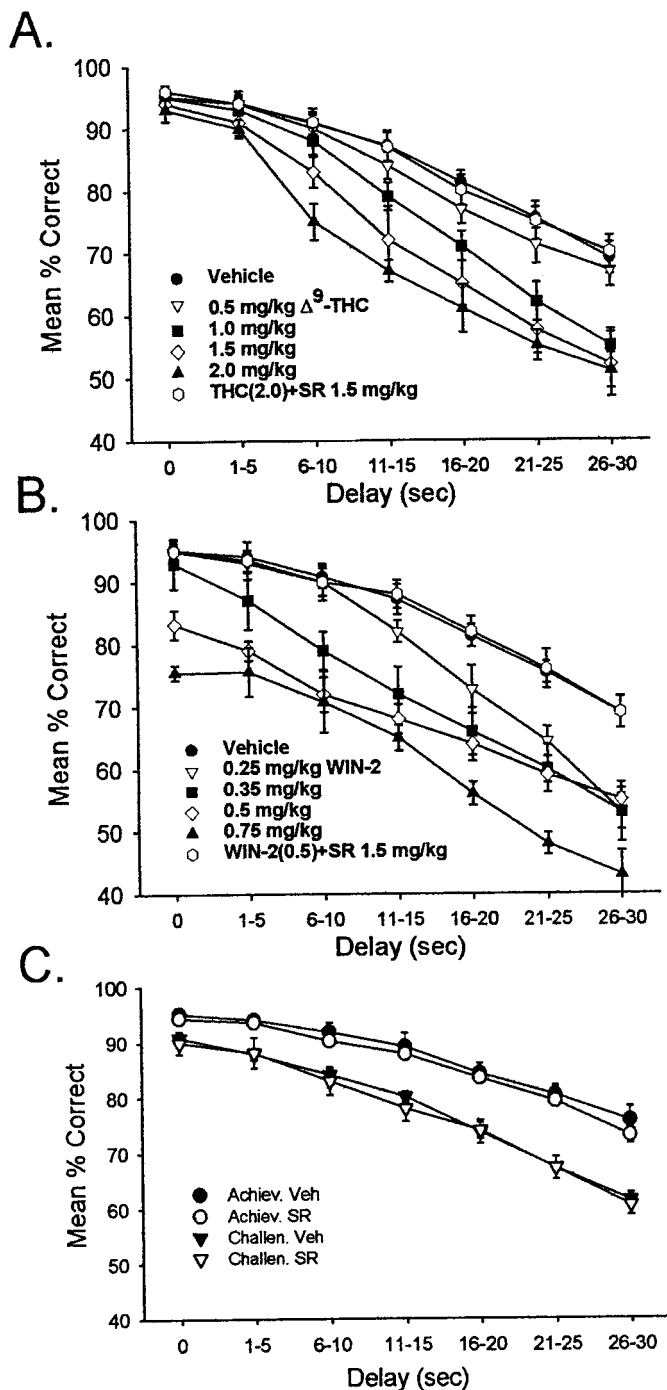 A.
100
90
80
70
60
50
40
Mean % Correct
Vehicle
0.5 mg/kg Δ⁹-THC
1.0 mg/kg
1.5 mg/kg
2.0 mg/kg
THC(2.0)+SR 1.5 mg/kg
0 1-5 6-10 11-15 16-20 21-25 26-30
Delay (sec)
B.
100
90
80
70
60
50
40
Mean % Correct
Vehicle
0.25 mg/kg WIN-2
0.35 mg/kg
0.5 mg/kg
0.75 mg/kg
WIN-2(0.5)+SR 1.5 mg/kg
0 1-5 6-10 11-15 16-20 21-25 26-30
Delay (sec)
C.
100
90
80
70
60
50
40
Mean % Correct
Achiev. Veh
Achiev. SR
Challen. Veh
Challen. SR
0 1-5 6-10 11-15 16-20 21-25 26-30
Delay (sec)